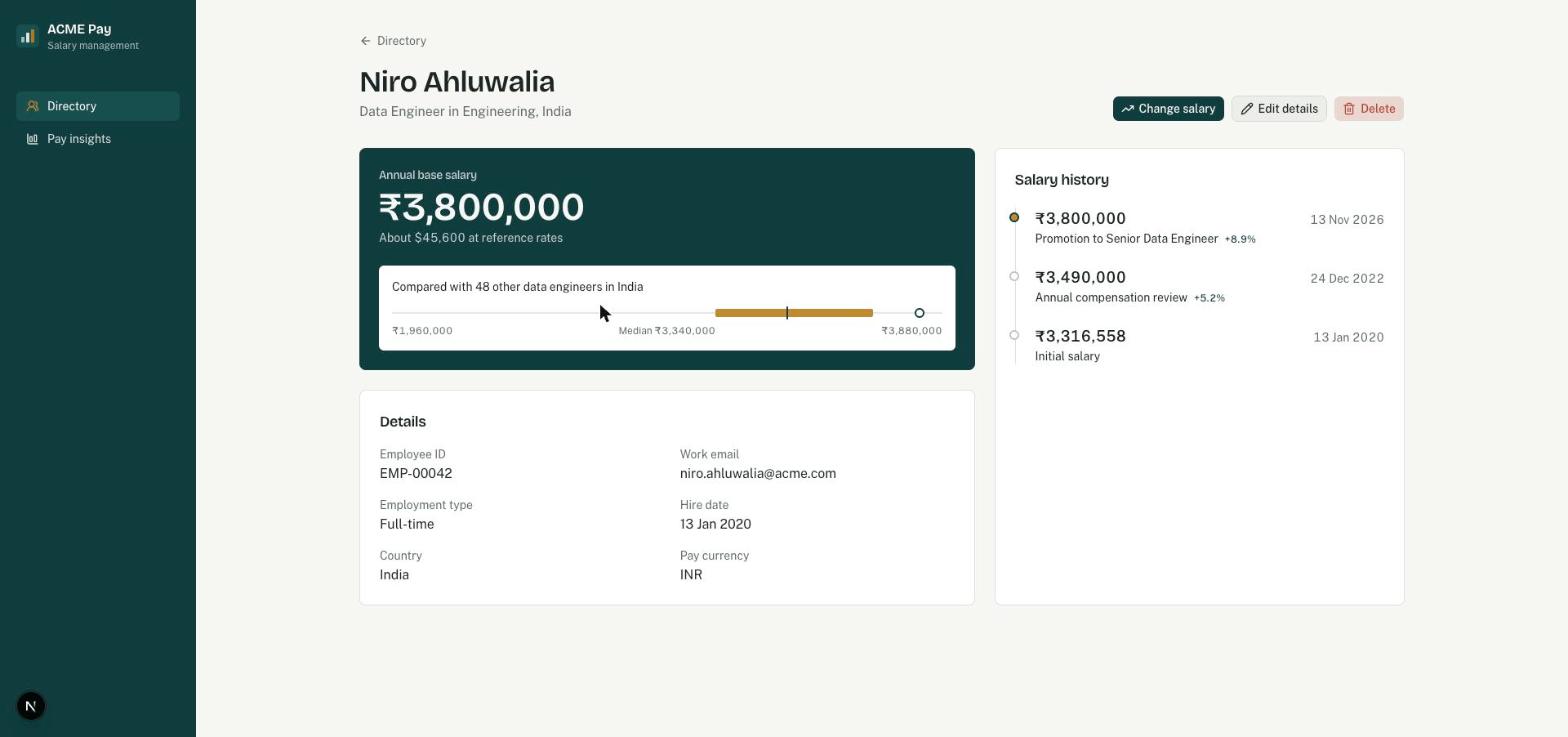 ACME Pay
Salary management
Directory
Pay insights
N
Directory
Niro Ahluwalia
Data Engineer in Engineering, India
Change salary
Edit details
Delete
Annual base salary
₹3,800,000
About $45,600 at reference rates
Compared with 48 other data engineers in India
₹1,960,000 Median ₹3,340,000 ₹3,880,000
Details
Employee ID
EMP-00042
Work email
niro.ahluwalia@acme.com
Employment type
Full-time
Hire date
13 Jan 2020
Country
India
Pay currency
INR
Salary history
₹3,800,000 13 Nov 2026
Promotion to Senior Data Engineer +8.9%
₹3,490,000 24 Dec 2022
Annual compensation review +5.2%
₹3,316,558 13 Jan 2020
Initial salary